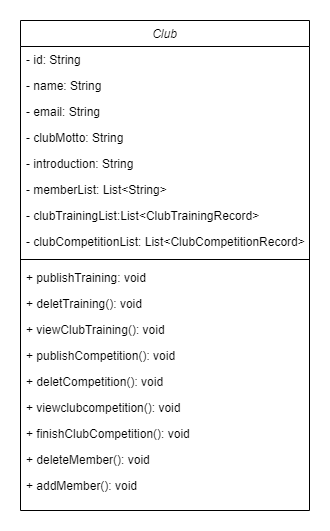 Club
- id: String
- name: String
- email: String
- clubMotto: String
- introduction: String
- memberList: List<String>
- clubTrainingList:List<ClubTrainingRecord>
- clubCompetitionList: List<ClubCompetitionRecord>
+ publishTraining: void
+ deletTraining(): void
+ viewClubTraining(): void
+ publishCompetition(): void
+ deletCompetition(): void
+ viewclubcompetition(): void
+ finishClubCompetition(): void
+ deleteMember(): void
+ addMember(): void